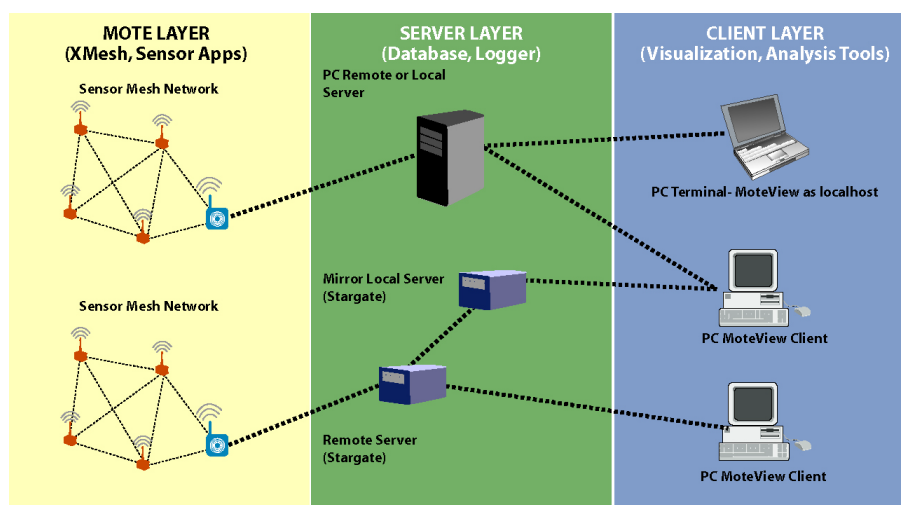 MOTE LAYER
(XMesh, Sensor Apps)
Sensor Mesh Network
Sensor Mesh Network
SERVER LAYER
(Database, Logger)
PC Remote or Local
Server
Mirror Local Server
(Stargate)
Remote Server
(Stargate)
CLIENT LAYER
(Visualization, Analysis Tools)
PC Terminal- MoteView as localhost
PC MoteView Client
PC MoteView Client